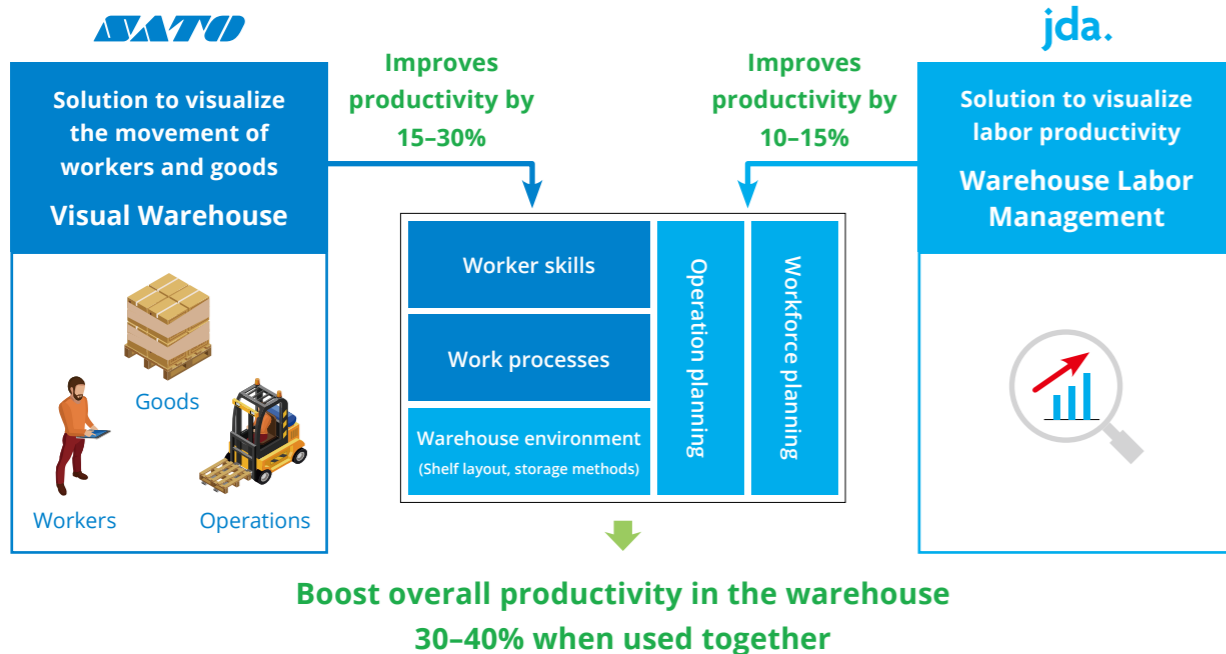 SATO
Solution to visualize
the movement of
workers and goods
Visual Warehouse
Goods
Workers
Operations
Improves
productivity by
15–30%
Improves
productivity by
10–15%
Worker skills
Work processes
Warehouse environment
(Shelf layout, storage methods)
Operation planning
Workforce planning
jda.
Solution to visualize
labor productivity
Warehouse Labor
Management
Boost overall productivity in the warehouse
30–40% when used together